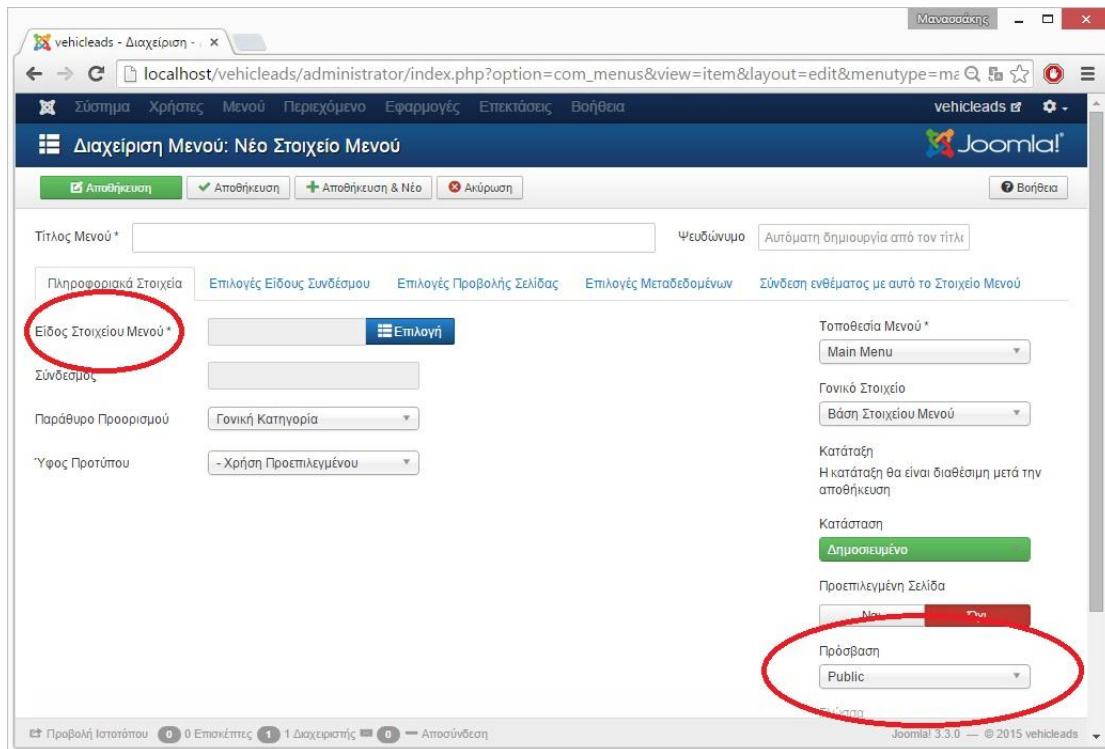 Μανασσάκης
vehicleads - Διαχείριση -
localhost/vehicleads/administrator/index.php?option=com_menus&view=item&layout=edit&menutype=ma
Σύστημα Χρήστες Μενού Περιεχόμενο Εφαρμογές Επεκτάσεις Βοήθεια vehicleads
Διαχείριση Μενού: Νέο Στοιχείο Μενού Joomla!
Αποθήκευση Αποθήκευση Αποθήκευση & Νέο Ακύρωση Βοήθεια
Τίτλος Μενού * Ψευδώνυμο Αυτόματη δημιουργία από τον τίτλο
Πληροφοριακά Στοιχεία Επιλογές Είδους Συνδέσμου Επιλογές Προβολής Σελίδας Επιλογές Μεταδεδομένων Σύνδεση ενθέματος με αυτό το Στοιχείο Μενού
Είδος Στοιχείου Μενού * Επιλογή
Σύνδεσμος
Παράθυρο Προορισμού Γονική Κατηγορία
Ύφος Προτύπου - Χρήση Προεπιλεγμένου
Τοποθεσία Μενού *
Main Menu
Γονικό Στοιχείο
Βάση Στοιχείου Μενού
Κατάταξη
Η κατάταξη θα είναι διαθέσιμη μετά την
αποθήκευση
Κατάσταση
Δημοσιευμένο
Προεπιλεγμένη Σελίδα
Ναι Όχι
Πρόσβαση
Public
Γλώσσα
Προβολή Ιστοτόπου 0 0 Επισκέπτες 1 1 Διαχειριστής 0 Αποσύνδεση Joomla! 3.3.0 — © 2015 vehicleads